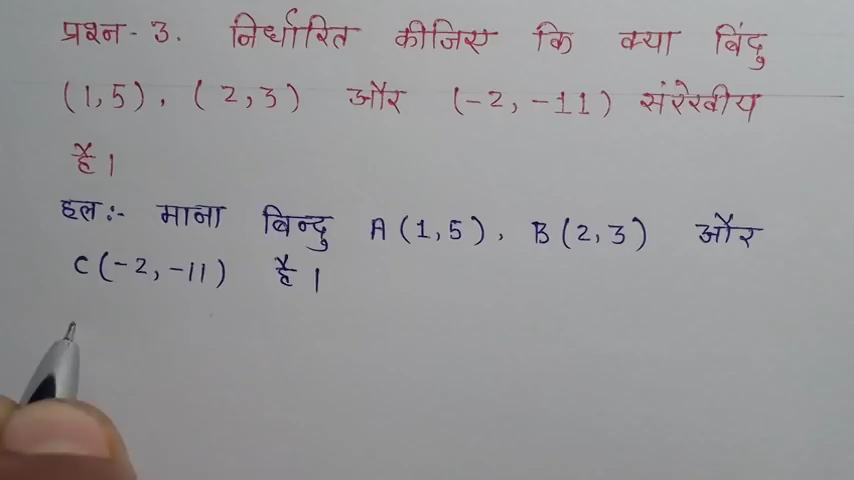 प्रश्न - 3. निर्धारित कीजिए कि क्या बिंदु
(1,5), (2,3) और (-2, -11) संरेखीय
है।
हल:- माना बिन्दु A(1,5), B(2,3) और
C(-2, -11) है।